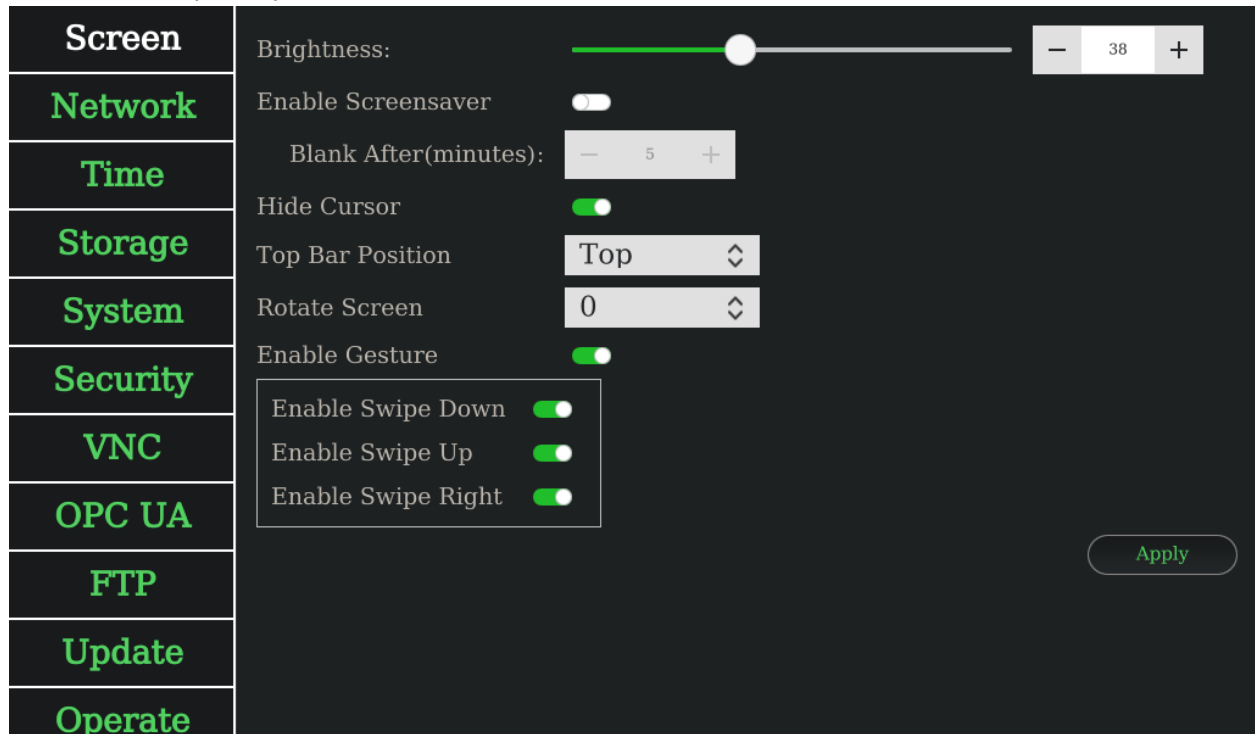 Screen
Network
Time
Storage
System
Security
VNC
OPC UA
FTP
Update
Operate
Brightness: − 38 +
Enable Screensaver
Blank After(minutes): − 5 +
Hide Cursor
Top Bar Position Top
Rotate Screen 0
Enable Gesture
Enable Swipe Down
Enable Swipe Up
Enable Swipe Right
Apply